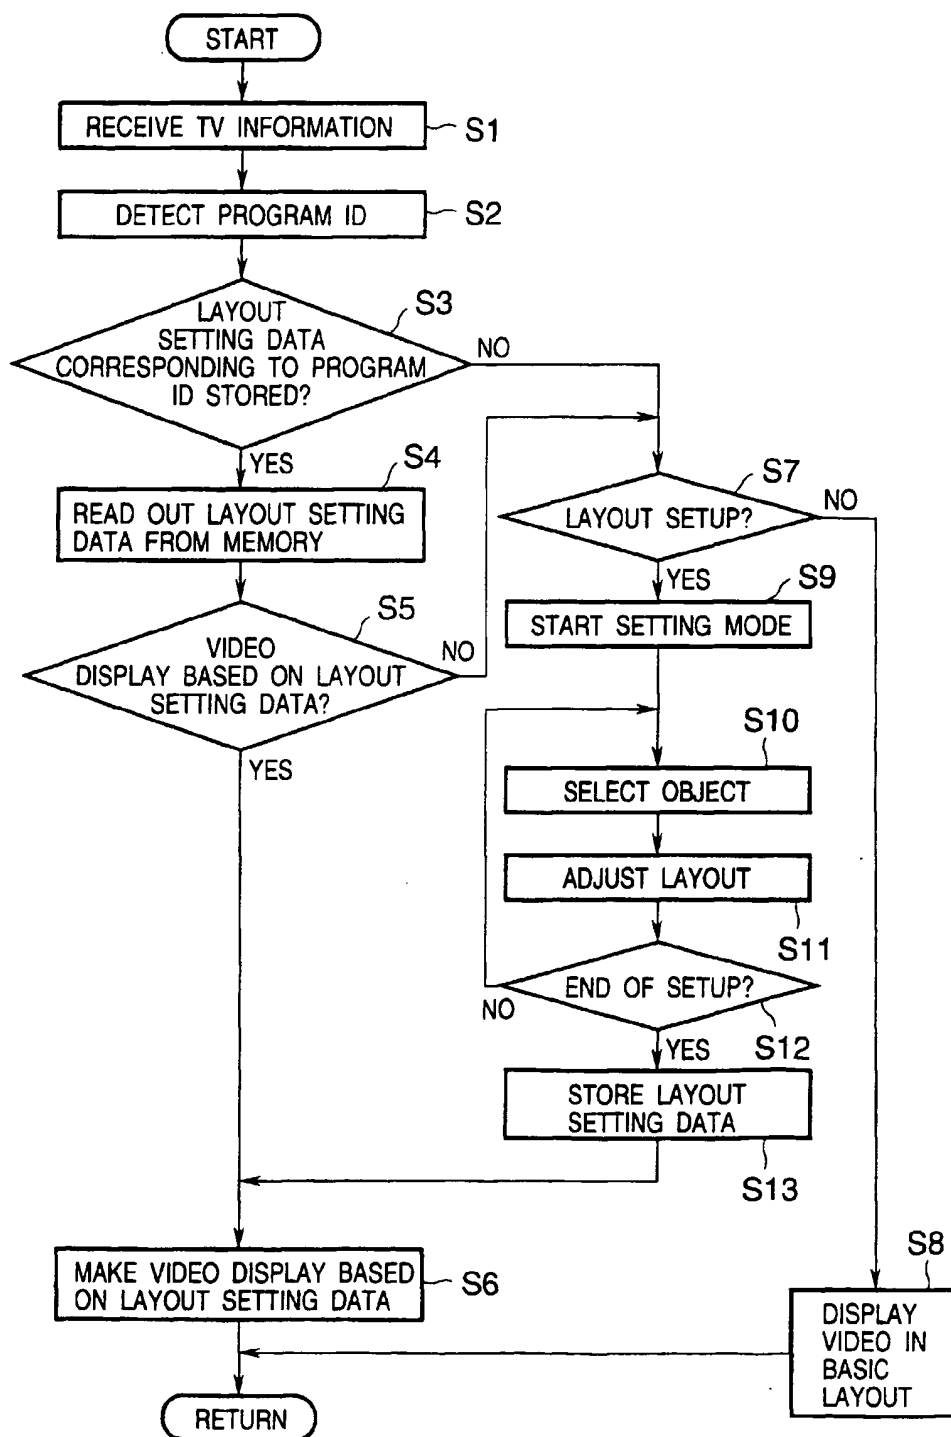 START
RECEIVE TV INFORMATION
S1
DETECT PROGRAM ID
S2
S3
LAYOUT
SETTING DATA
CORRESPONDING TO PROGRAM
ID STORED?
NO
YES
S4
READ OUT LAYOUT SETTING
DATA FROM MEMORY
S5
VIDEO
DISPLAY BASED ON LAYOUT
SETTING DATA?
NO
YES
S7
LAYOUT SETUP?
NO
YES
S9
START SETTING MODE
S10
SELECT OBJECT
ADJUST LAYOUT
S11
END OF SETUP?
NO
S12
YES
STORE LAYOUT
SETTING DATA
S13
MAKE VIDEO DISPLAY BASED
ON LAYOUT SETTING DATA
S6
S8
DISPLAY
VIDEO IN
BASIC
LAYOUT
RETURN